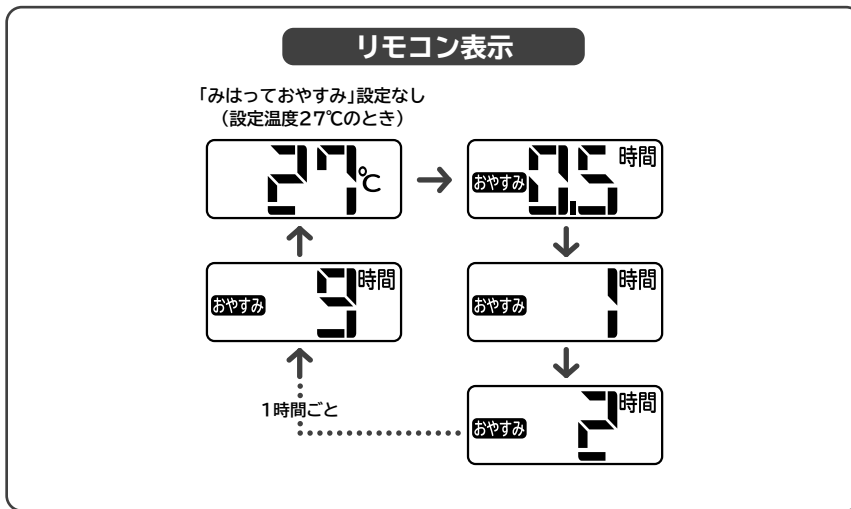 リモコン表示
「みはっておやすみ」設定なし
(設定温度27℃のとき)
27℃
おやすみ 0.5 時間
おやすみ 9 時間
おやすみ 1 時間
1時間ごと
おやすみ 2 時間